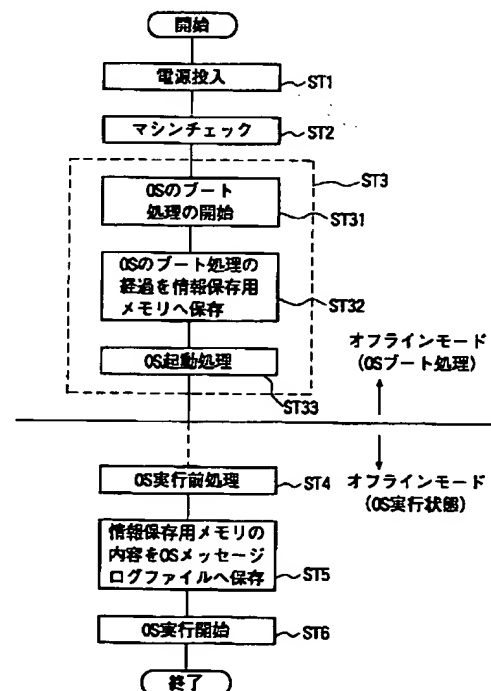 開始
電源投入
ST1
マシンチェック
ST2
ST3
OSのブート
処理の開始
ST31
OSのブート処理の
経過を情報保存用
メモリへ保存
ST32
オフラインモード
(OSブート処理)
OS起動処理
ST33
OS実行前処理
ST4
オフラインモード
(OS実行状態)
情報保存用メモリの
内容をOSメッセージ
ログファイルへ保存
ST5
OS実行開始
ST6
終了